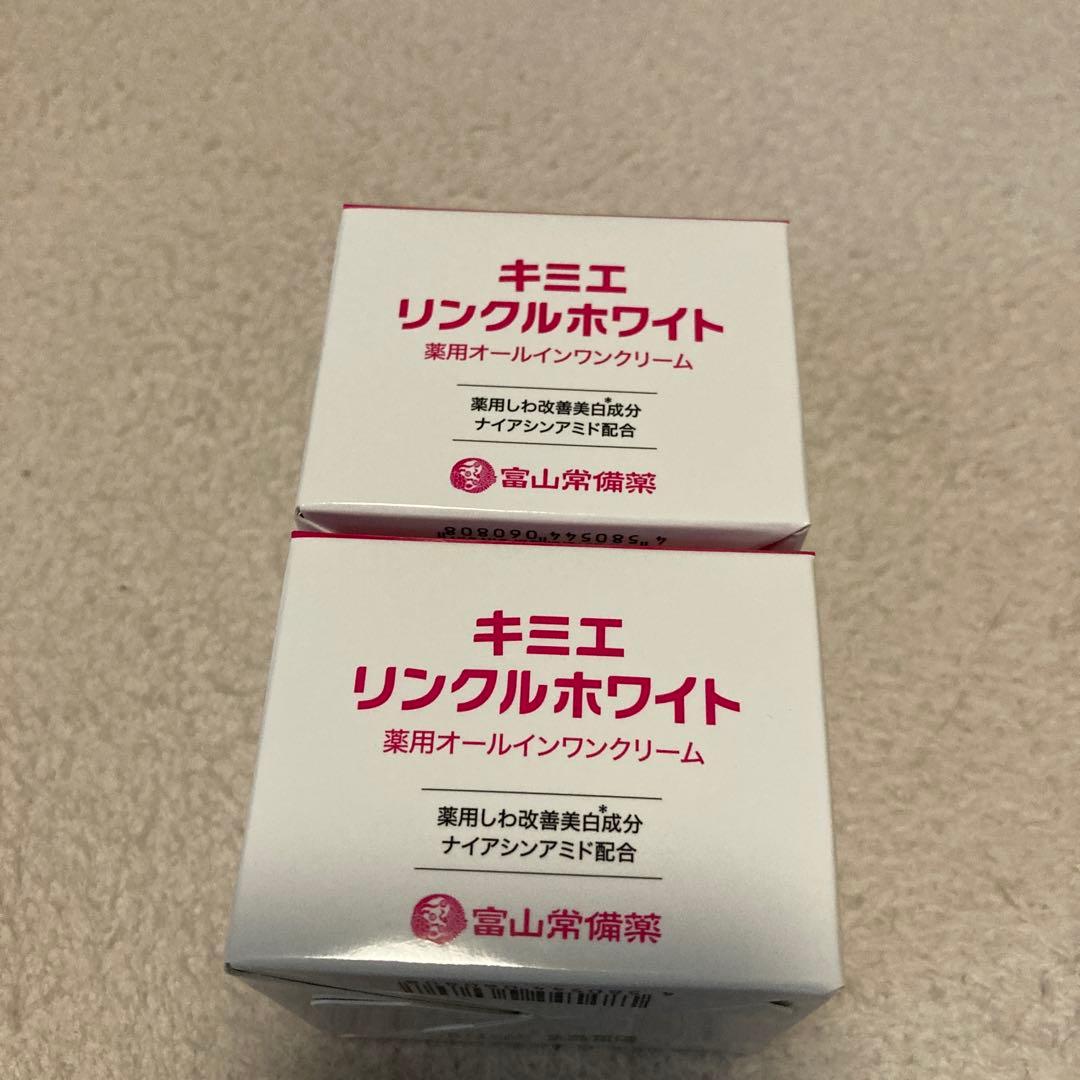 キミエ
リンクルホワイト
薬用オールインワンクリーム
薬用しわ改善美白*成分
ナイアシンアミド配合
富山常備薬
4"580544"060808"
キミエ
リンクルホワイト
薬用オールインワンクリーム
薬用しわ改善美白*成分
ナイアシンアミド配合
富山常備薬